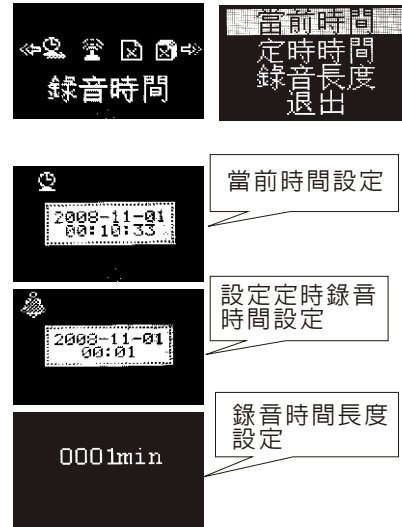 錄音時間
當前時間
定時時間
錄音長度
退出
2008-11-01
00:10:33
當前時間設定
2008-11-01
00:01
設定定時錄音
時間設定
0001min
錄音時間長度
設定